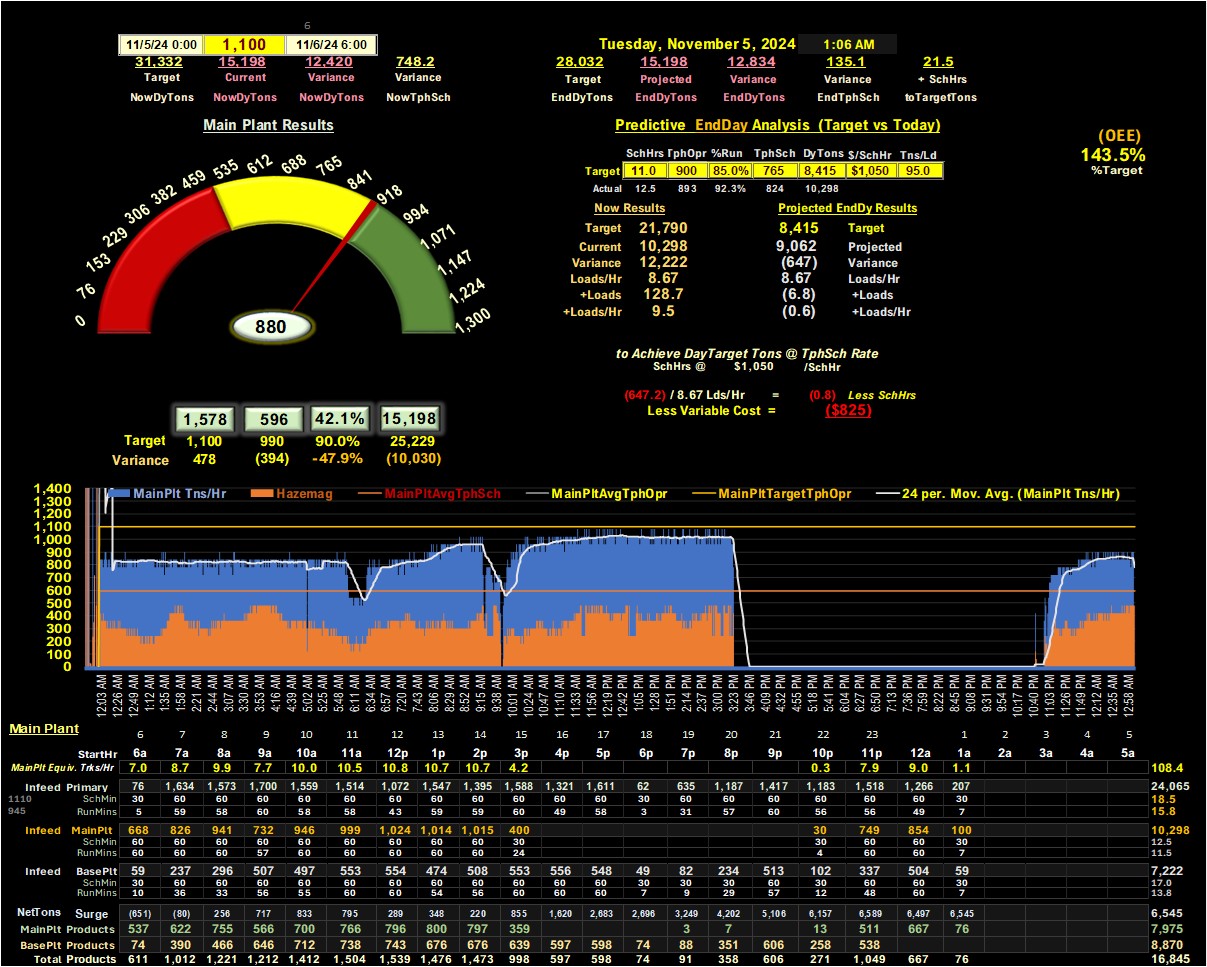 6
11/5/24 0:00 1,100 11/6/24 6:00
Tuesday, November 5, 2024 1:06 AM
31,332 15,198 12,420 748.2
Target Current Variance Variance
NowDyTons NowDyTons NowDyTons NowTphSch
28,032 15,198 12,834 135.1 21.5
Target Projected Variance Variance + SchHrs
EndDyTons EndDyTons EndDyTons EndTphSch toTargetTons
Main Plant Results
0 76 153 229 306 382 459 535 612 688 765 841 918 994 1,071 1,147 1,224 1,300
880
Predictive EndDay Analysis (Target vs Today)
SchHrs TphOpr %Run TphSch DyTons $/SchHr Tns/Ld
Target 11.0 900 85.0% 765 8,415 $1,050 95.0
Actual 12.5 893 92.3% 824 10,298
(OEE)
143.5%
%Target
Now Results Projected EndDy Results
Target 21,790 8,415 Target
Current 10,298 9,062 Projected
Variance 12,222 (647) Variance
Loads/Hr 8.67 8.67 Loads/Hr
+Loads 128.7 (6.8) +Loads
+Loads/Hr 9.5 (0.6) +Loads/Hr
to Achieve DayTarget Tons @ TphSch Rate
SchHrs @ $1,050 /SchHr
(647.2) / 8.67 Lds/Hr = (0.8) Less SchHrs
Less Variable Cost = ($825)
1,578 596 42.1% 15,198
Target 1,100 990 90.0% 25,229
Variance 478 (394) -47.9% (10,030)
MainPlt Tns/Hr Hazemag MainPltAvgTphSch MainPltAvgTphOpr MainPltTargetTphOpr 24 per. Mov. Avg. (MainPlt Tns/Hr)
1,400
1,300
1,200
1,100
1,000
900
800
700
600
500
400
300
200
100
0
12:03 AM 12:26 AM 12:49 AM 1:12 AM 1:35 AM 1:58 AM 2:21 AM 2:44 AM 3:07 AM 3:30 AM 3:53 AM 4:16 AM 4:39 AM 5:02 AM 5:25 AM 5:48 AM 6:11 AM 6:34 AM 6:57 AM 7:20 AM 7:43 AM 8:06 AM 8:29 AM 8:52 AM 9:15 AM 9:38 AM 10:01 AM 10:24 AM 10:47 AM 11:10 AM 11:33 AM 11:56 AM 12:19 PM 12:42 PM 1:05 PM 1:28 PM 1:51 PM 2:14 PM 2:37 PM 3:00 PM 3:23 PM 3:46 PM 4:09 PM 4:32 PM 4:55 PM 5:18 PM 5:41 PM 6:04 PM 6:27 PM 6:50 PM 7:13 PM 7:36 PM 7:59 PM 8:22 PM 8:45 PM 9:08 PM 9:31 PM 9:54 PM 10:17 PM 10:40 PM 11:03 PM 11:26 PM 11:49 PM 12:12 AM 12:35 AM 12:58 AM
Main Plant 6 7 8 9 10 11 12 13 14 15 16 17 18 19 20 21 22 23 1 2 3 4 5
StartHr 6a 7a 8a 9a 10a 11a 12p 1p 2p 3p 4p 5p 6p 7p 8p 9p 10p 11p 12a 1a 2a 3a 4a 5a
MainPlt Equiv. Trks/Hr 7.0 8.7 9.9 7.7 10.0 10.5 10.8 10.7 10.7 4.2 0.3 7.9 9.0 1.1 108.4
Infeed Primary 76 1,634 1,573 1,700 1,559 1,514 1,072 1,547 1,395 1,588 1,321 1,611 62 635 1,187 1,417 1,183 1,518 1,266 207 24,065
1110 SchMin 30 60 60 60 60 60 60 60 60 60 60 60 30 60 60 60 60 60 60 30 18.5
945 RunMins 5 59 58 60 58 58 43 59 59 60 49 58 3 31 57 60 56 56 49 7 15.8
Infeed MainPlt 668 826 941 732 946 999 1,024 1,014 1,015 400 30 749 854 100 10,298
SchMin 30 60 60 60 60 60 60 60 60 60 30 60 60 30 12.5
RunMins 60 60 60 57 60 60 60 60 60 24 4 60 60 7 11.5
Infeed BasePlt 59 237 296 507 497 553 554 474 508 553 556 548 49 82 234 513 102 337 504 59 7,222
SchMin 30 60 60 60 60 60 60 60 60 60 60 60 30 30 60 60 30 60 60 30 17.0
RunMins 10 36 33 56 55 60 60 54 56 60 60 60 7 9 29 57 12 48 60 7 13.8
NetTons Surge (651) (80) 256 717 833 795 289 348 220 855 1,620 2,683 2,696 3,249 4,202 5,106 6,157 6,589 6,497 6,545 6,545
MainPlt Products 537 622 755 566 700 766 796 800 797 359 3 7 13 511 667 76 7,975
BasePlt Products 74 390 466 646 712 738 743 676 676 639 597 598 74 88 351 606 258 538 8,870
Total Products 611 1,012 1,221 1,212 1,412 1,504 1,539 1,476 1,473 998 597 598 74 91 358 606 271 1,049 667 76 16,845